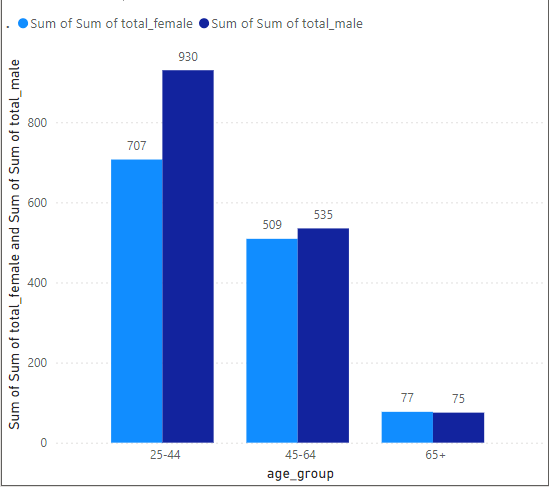 . Sum of Sum of total_female Sum of Sum of total_male
Sum of Sum of total_female and Sum of Sum of total_male
930
800
707
600
535
509
400
200
77
75
0
25-44 45-64 65+
age_group